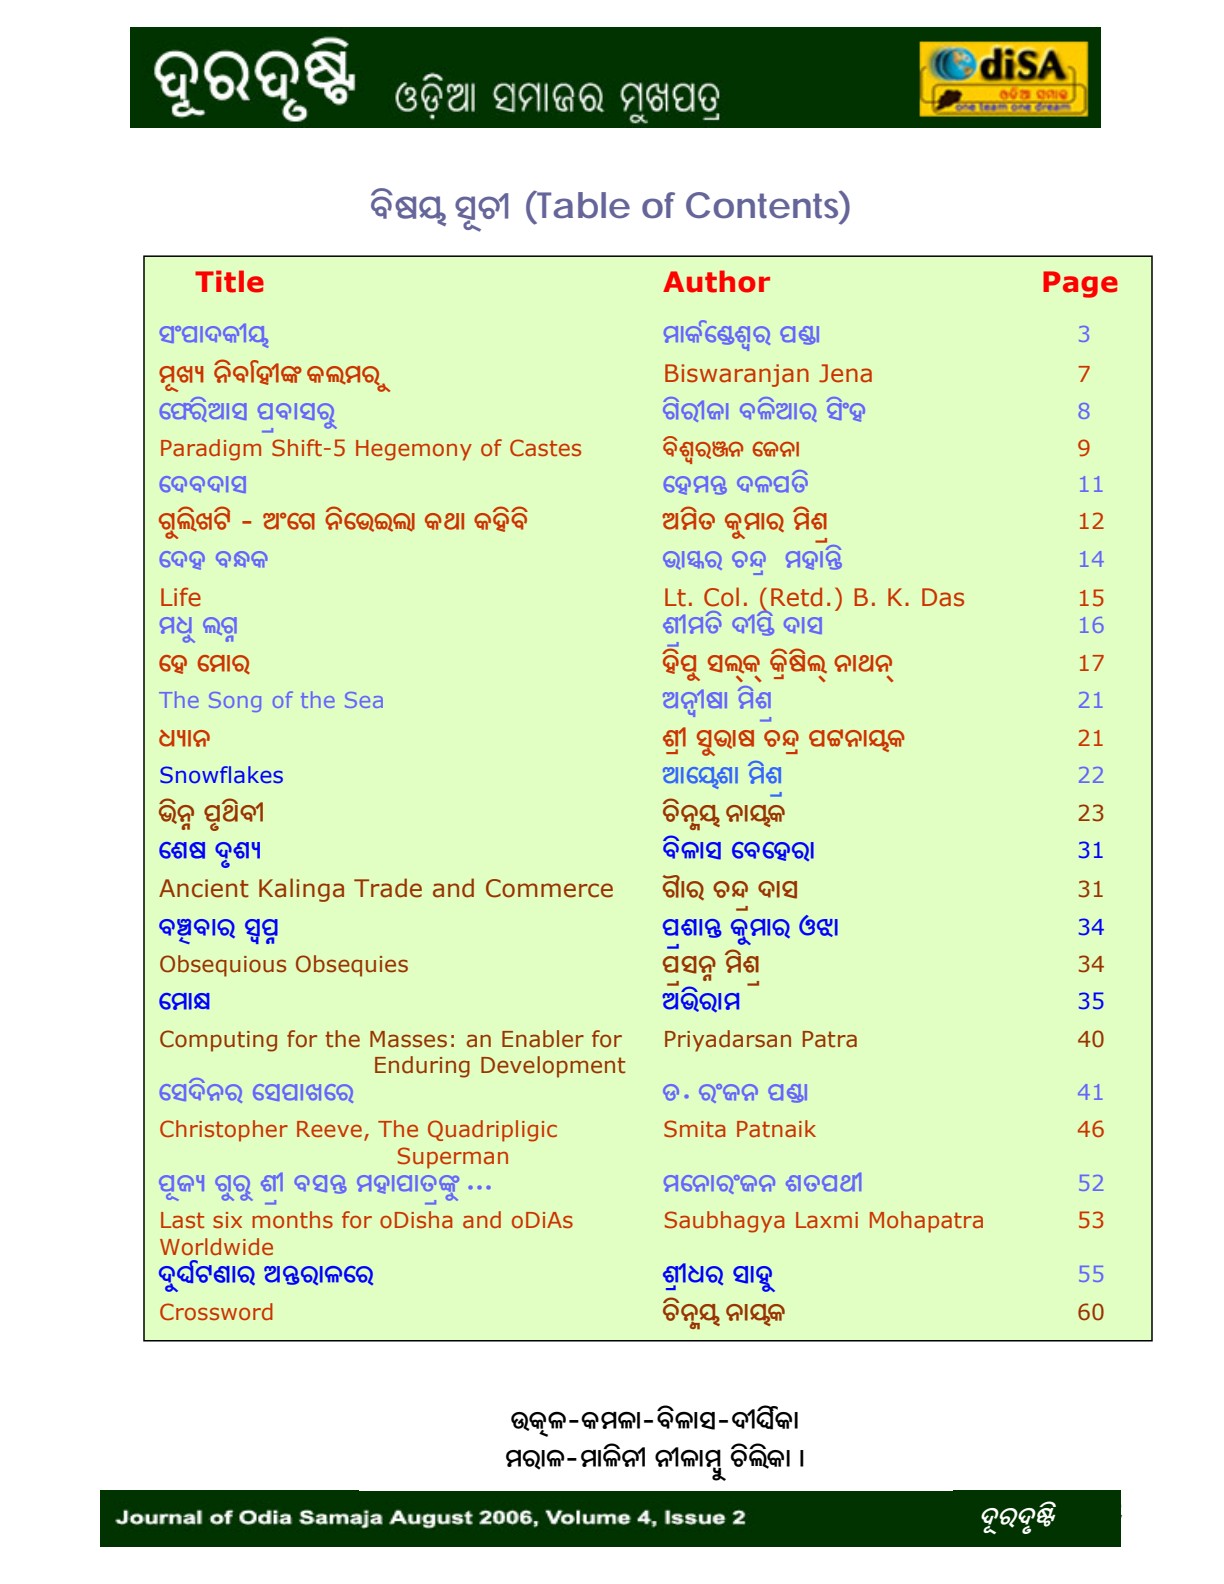 ଦୂରଦୃଷ୍ଟି ଓଡ଼ିଆ ସମାଜର ମୁଖପତ୍ର
odiSA
ଓଡ଼ିଆ ସମାଜ
one team one dream
ବିଷୟ ସୂଚୀ (Table of Contents)
Title Author Page
ସଂପାଦକୀୟ ମାର୍କଣ୍ଡେଶ୍ୱର ପଣ୍ଡା 3
ମୂଖ୍ୟ ନିର୍ବାହୀଙ୍କ କଲମରୁ Biswaranjan Jena 7
ଫେରିଆସ ପ୍ରବାସରୁ ଗିରୀଜା ବଳିଆର ସିଂହ 8
Paradigm Shift-5 Hegemony of Castes ବିଶ୍ୱରଞ୍ଜନ ଜେନା 9
ଦେବଦାସ ହେମନ୍ତ ଦଳପତି 11
ଗୁଲିଖଟି - ଅଂଗେ ନିଭେଇଲା କଥା କହିବି ଅମିତ କୁମାର ମିଶ୍ର 12
ଦେହ ବନ୍ଧକ ଭାସ୍କର ଚନ୍ଦ୍ର ମହାନ୍ତି 14
Life Lt. Col. (Retd.) B. K. Das 15
ମଧୁ ଲଗ୍ନ ଶ୍ରୀମତି ଦୀପ୍ତି ଦାସ 16
ହେ ମୋର ହିପୁ ସଲ୍‌କ୍ କ୍ରିଷିଲ୍ ନାଥନ୍ 17
The Song of the Sea ଅନ୍ୱୀଷା ମିଶ୍ର 21
ଧ୍ୟାନ ଶ୍ରୀ ସୁଭାଷ ଚନ୍ଦ୍ର ପଟ୍ଟନାୟକ 21
Snowflakes ଆୟେଶା ମିଶ୍ର 22
ଭିନ୍ନ ପୃଥିବୀ ଚିନ୍ମୟ ନାୟକ 23
ଶେଷ ଦୃଶ୍ୟ ବିଳାସ ବେହେରା 31
Ancient Kalinga Trade and Commerce ଗୈାର ଚନ୍ଦ୍ର ଦାସ 31
ବଞ୍ଚିବାର ସ୍ୱପ୍ନ ପ୍ରଶାନ୍ତ କୁମାର ଓଝା 34
Obsequious Obsequies ପ୍ରସନ୍ନ ମିଶ୍ର 34
ମୋକ୍ଷ ଅଭିରାମ 35
Computing for the Masses: an Enabler for Priyadarsan Patra 40
Enduring Development
ସେଦିନର ସେପାଖରେ ଡ. ରଂଜନ ପଣ୍ଡା 41
Christopher Reeve, The Quadripligic Smita Patnaik 46
Superman
ପୂଜ୍ୟ ଗୁରୁ ଶ୍ରୀ ବସନ୍ତ ମହାପାତ୍ରଙ୍କୁ ... ମନୋରଂଜନ ଶତପଥୀ 52
Last six months for oDisha and oDiAs Saubhagya Laxmi Mohapatra 53
Worldwide
ଦୁର୍ଘଟଣାର ଅନ୍ତରାଳରେ ଶ୍ରୀଧର ସାହୁ 55
Crossword ଚିନ୍ମୟ ନାୟକ 60
ଉତ୍କଳ-କମଳା-ବିଳାସ-ଦୀର୍ଘିକା
ମରାଳ-ମାଳିନୀ ନୀଳାମ୍ବୁ ଚିଲିକା ।
Journal of Odia Samaja August 2006, Volume 4, Issue 2 ଦୂରଦୃଷ୍ଟି